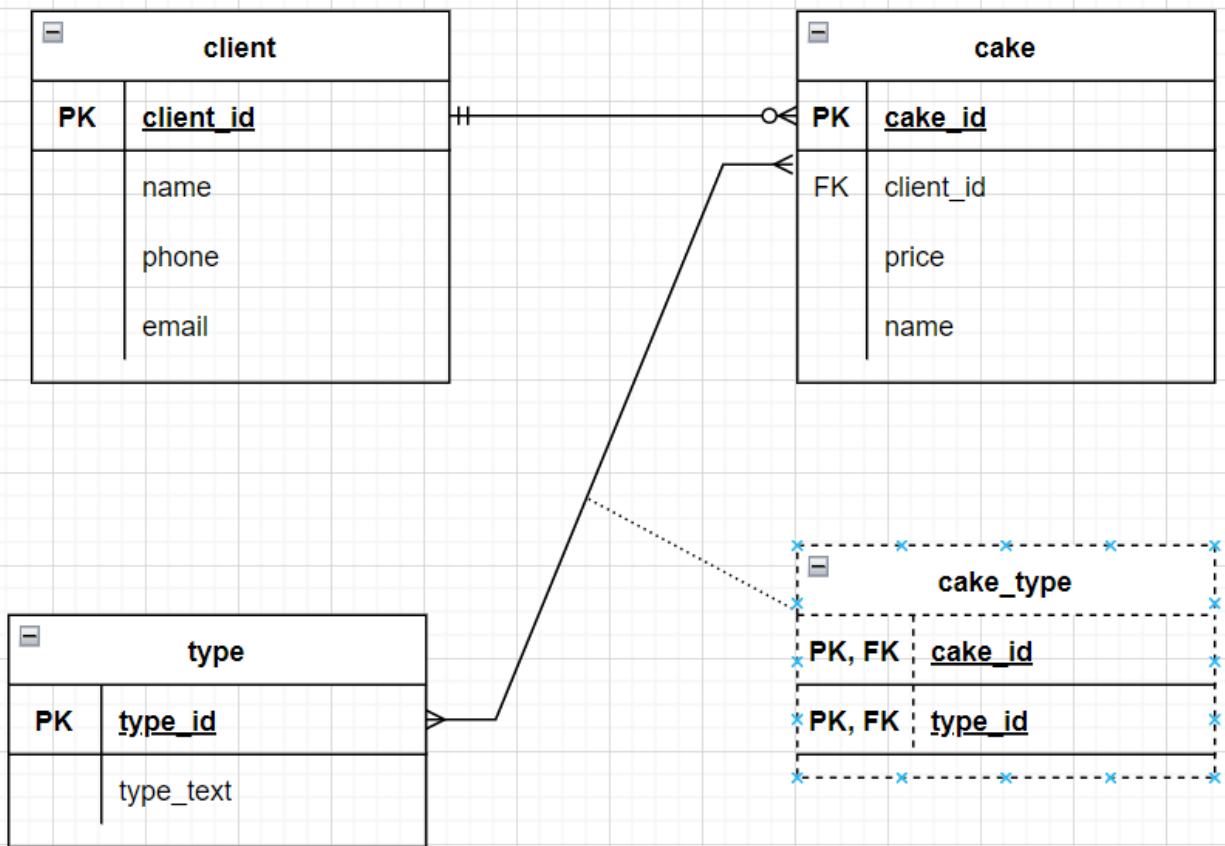 client
PK client_id
name
phone
email
cake
PK cake_id
FK client_id
price
name
type
PK type_id
type_text
cake_type
PK, FK cake_id
PK, FK type_id